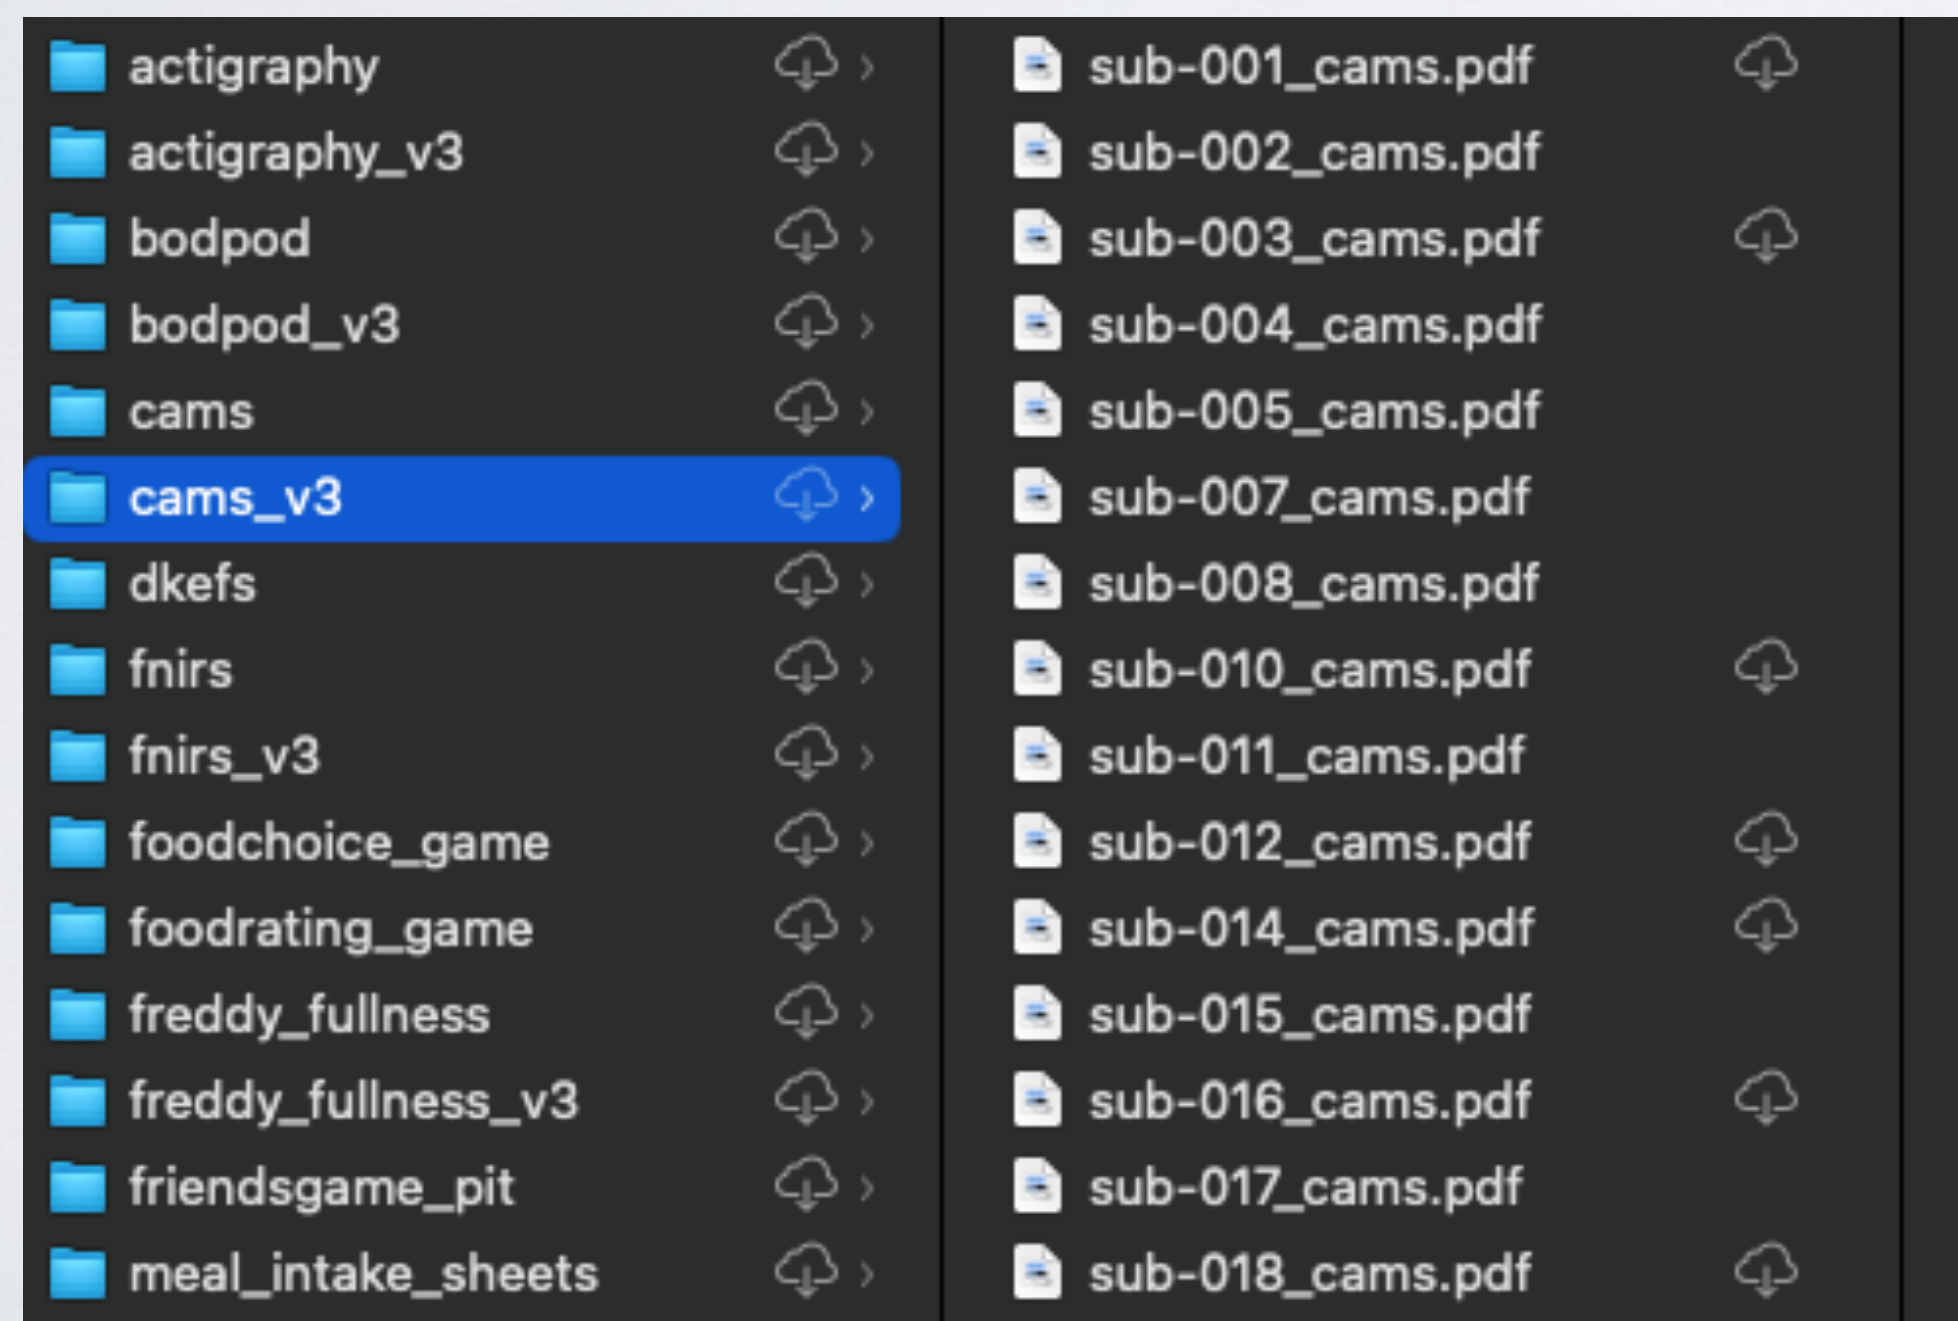 actigraphy
actigraphy_v3
bodpod
bodpod_v3
cams
cams_v3
dkefs
fnirs
fnirs_v3
foodchoice_game
foodrating_game
freddy_fullness
freddy_fullness_v3
friendsgame_pit
meal_intake_sheets
sub-001_cams.pdf
sub-002_cams.pdf
sub-003_cams.pdf
sub-004_cams.pdf
sub-005_cams.pdf
sub-007_cams.pdf
sub-008_cams.pdf
sub-010_cams.pdf
sub-011_cams.pdf
sub-012_cams.pdf
sub-014_cams.pdf
sub-015_cams.pdf
sub-016_cams.pdf
sub-017_cams.pdf
sub-018_cams.pdf